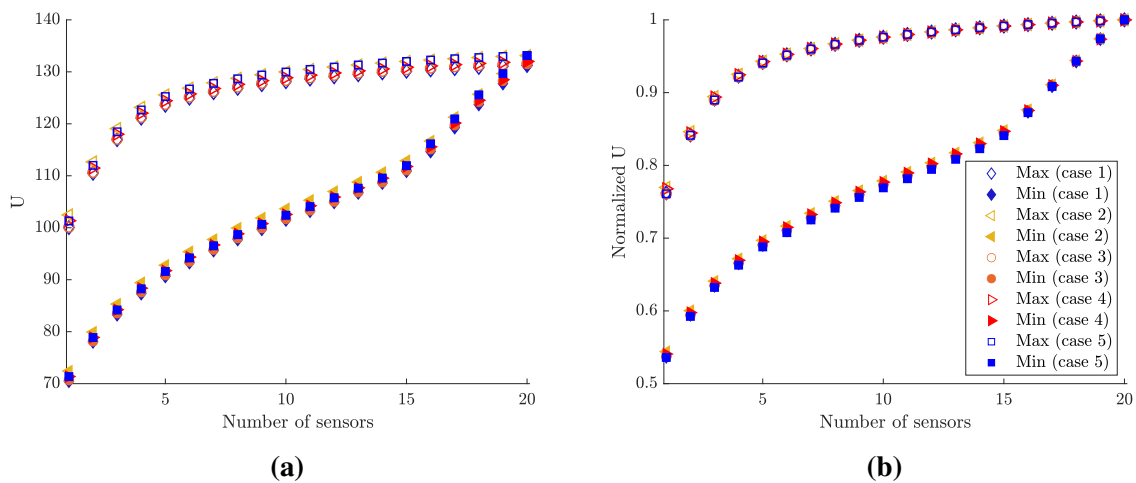 140
130
120
110
100
90
80
70
U
5
10
15
20
Number of sensors
(a)
1
0.9
0.8
0.7
0.6
0.5
Normalized U
5
10
15
20
Number of sensors
Max (case 1)
Min (case 1)
Max (case 2)
Min (case 2)
Max (case 3)
Min (case 3)
Max (case 4)
Min (case 4)
Max (case 5)
Min (case 5)
(b)